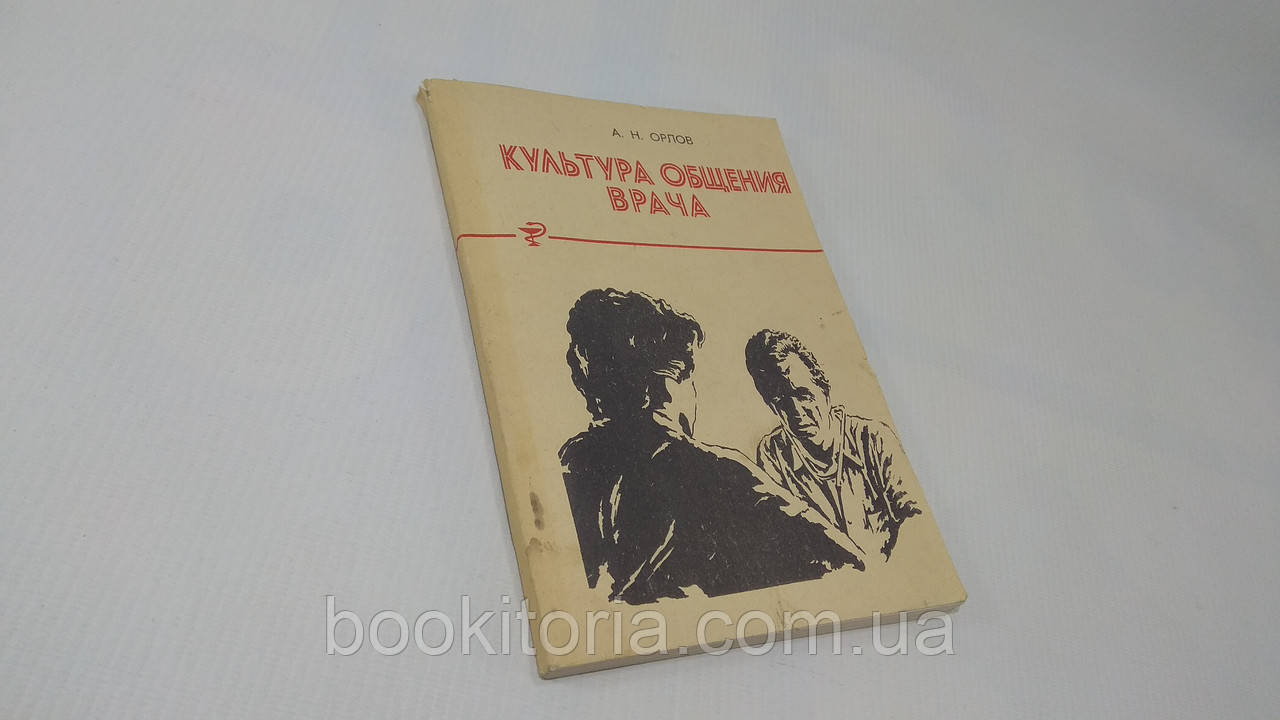 А. Н. ОРЛОВ
КУЛЬТУРА ОБЩЕНИЯ
ВРАЧА
bookitoria.com.ua